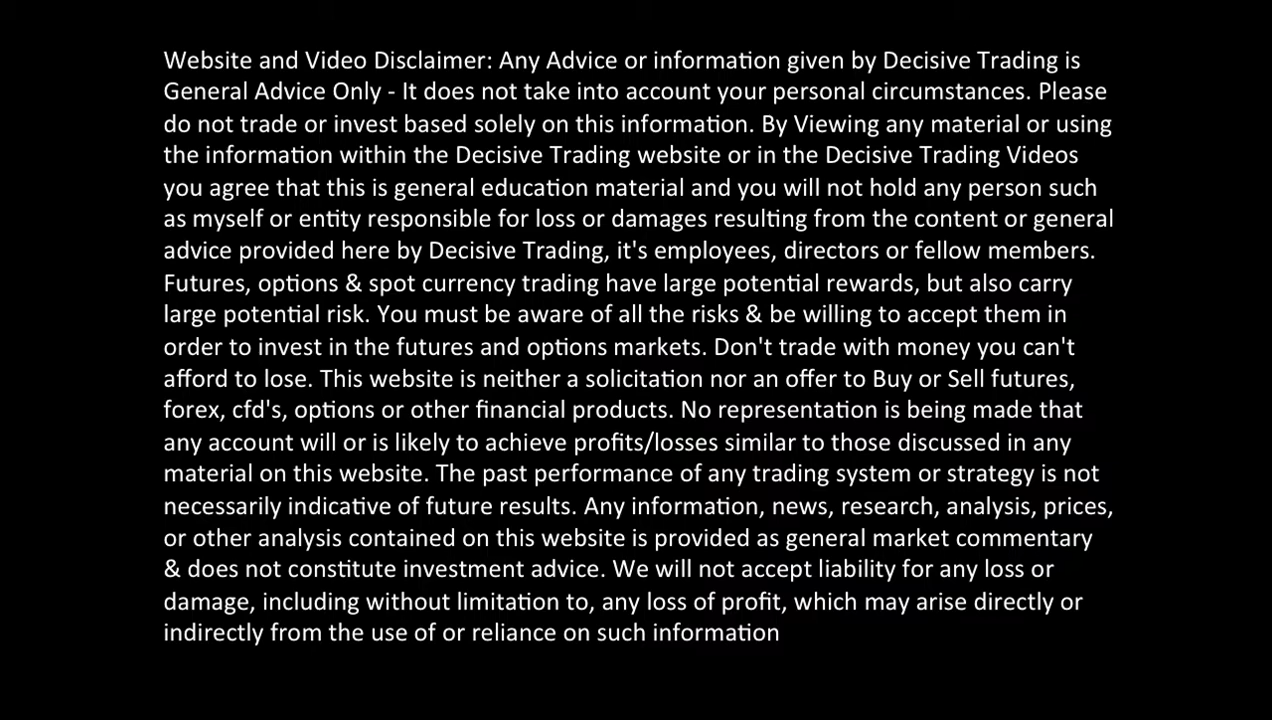 Website and Video Disclaimer: Any Advice or information given by Decisive Trading is
General Advice Only - It does not take into account your personal circumstances. Please
do not trade or invest based solely on this information. By Viewing any material or using
the information within the Decisive Trading website or in the Decisive Trading Videos
you agree that this is general education material and you will not hold any person such
as myself or entity responsible for loss or damages resulting from the content or general
advice provided here by Decisive Trading, it's employees, directors or fellow members.
Futures, options & spot currency trading have large potential rewards, but also carry
large potential risk. You must be aware of all the risks & be willing to accept them in
order to invest in the futures and options markets. Don't trade with money you can't
afford to lose. This website is neither a solicitation nor an offer to Buy or Sell futures,
forex, cfd's, options or other financial products. No representation is being made that
any account will or is likely to achieve profits/losses similar to those discussed in any
material on this website. The past performance of any trading system or strategy is not
necessarily indicative of future results. Any information, news, research, analysis, prices,
or other analysis contained on this website is provided as general market commentary
& does not constitute investment advice. We will not accept liability for any loss or
damage, including without limitation to, any loss of profit, which may arise directly or
indirectly from the use of or reliance on such information